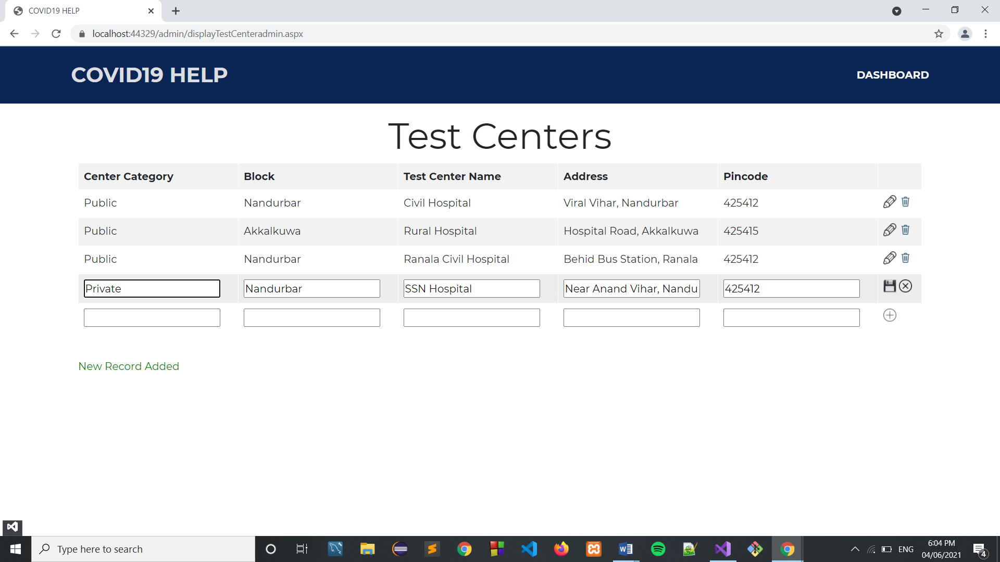 COVID19 HELP
localhost:44329/admin/displayTestCenteradmin.aspx
COVID19 HELP
DASHBOARD
Test Centers
Center Category Block Test Center Name Address Pincode
Public Nandurbar Civil Hospital Viral Vihar, Nandurbar 425412
Public Akkalkuwa Rural Hospital Hospital Road, Akkalkuwa 425415
Public Nandurbar Ranala Civil Hospital Behid Bus Station, Ranala 425412
Private Nandurbar SSN Hospital Near Anand Vihar, Nandu 425412
New Record Added
Type here to search
ENG
6:04 PM
04/06/2021
4